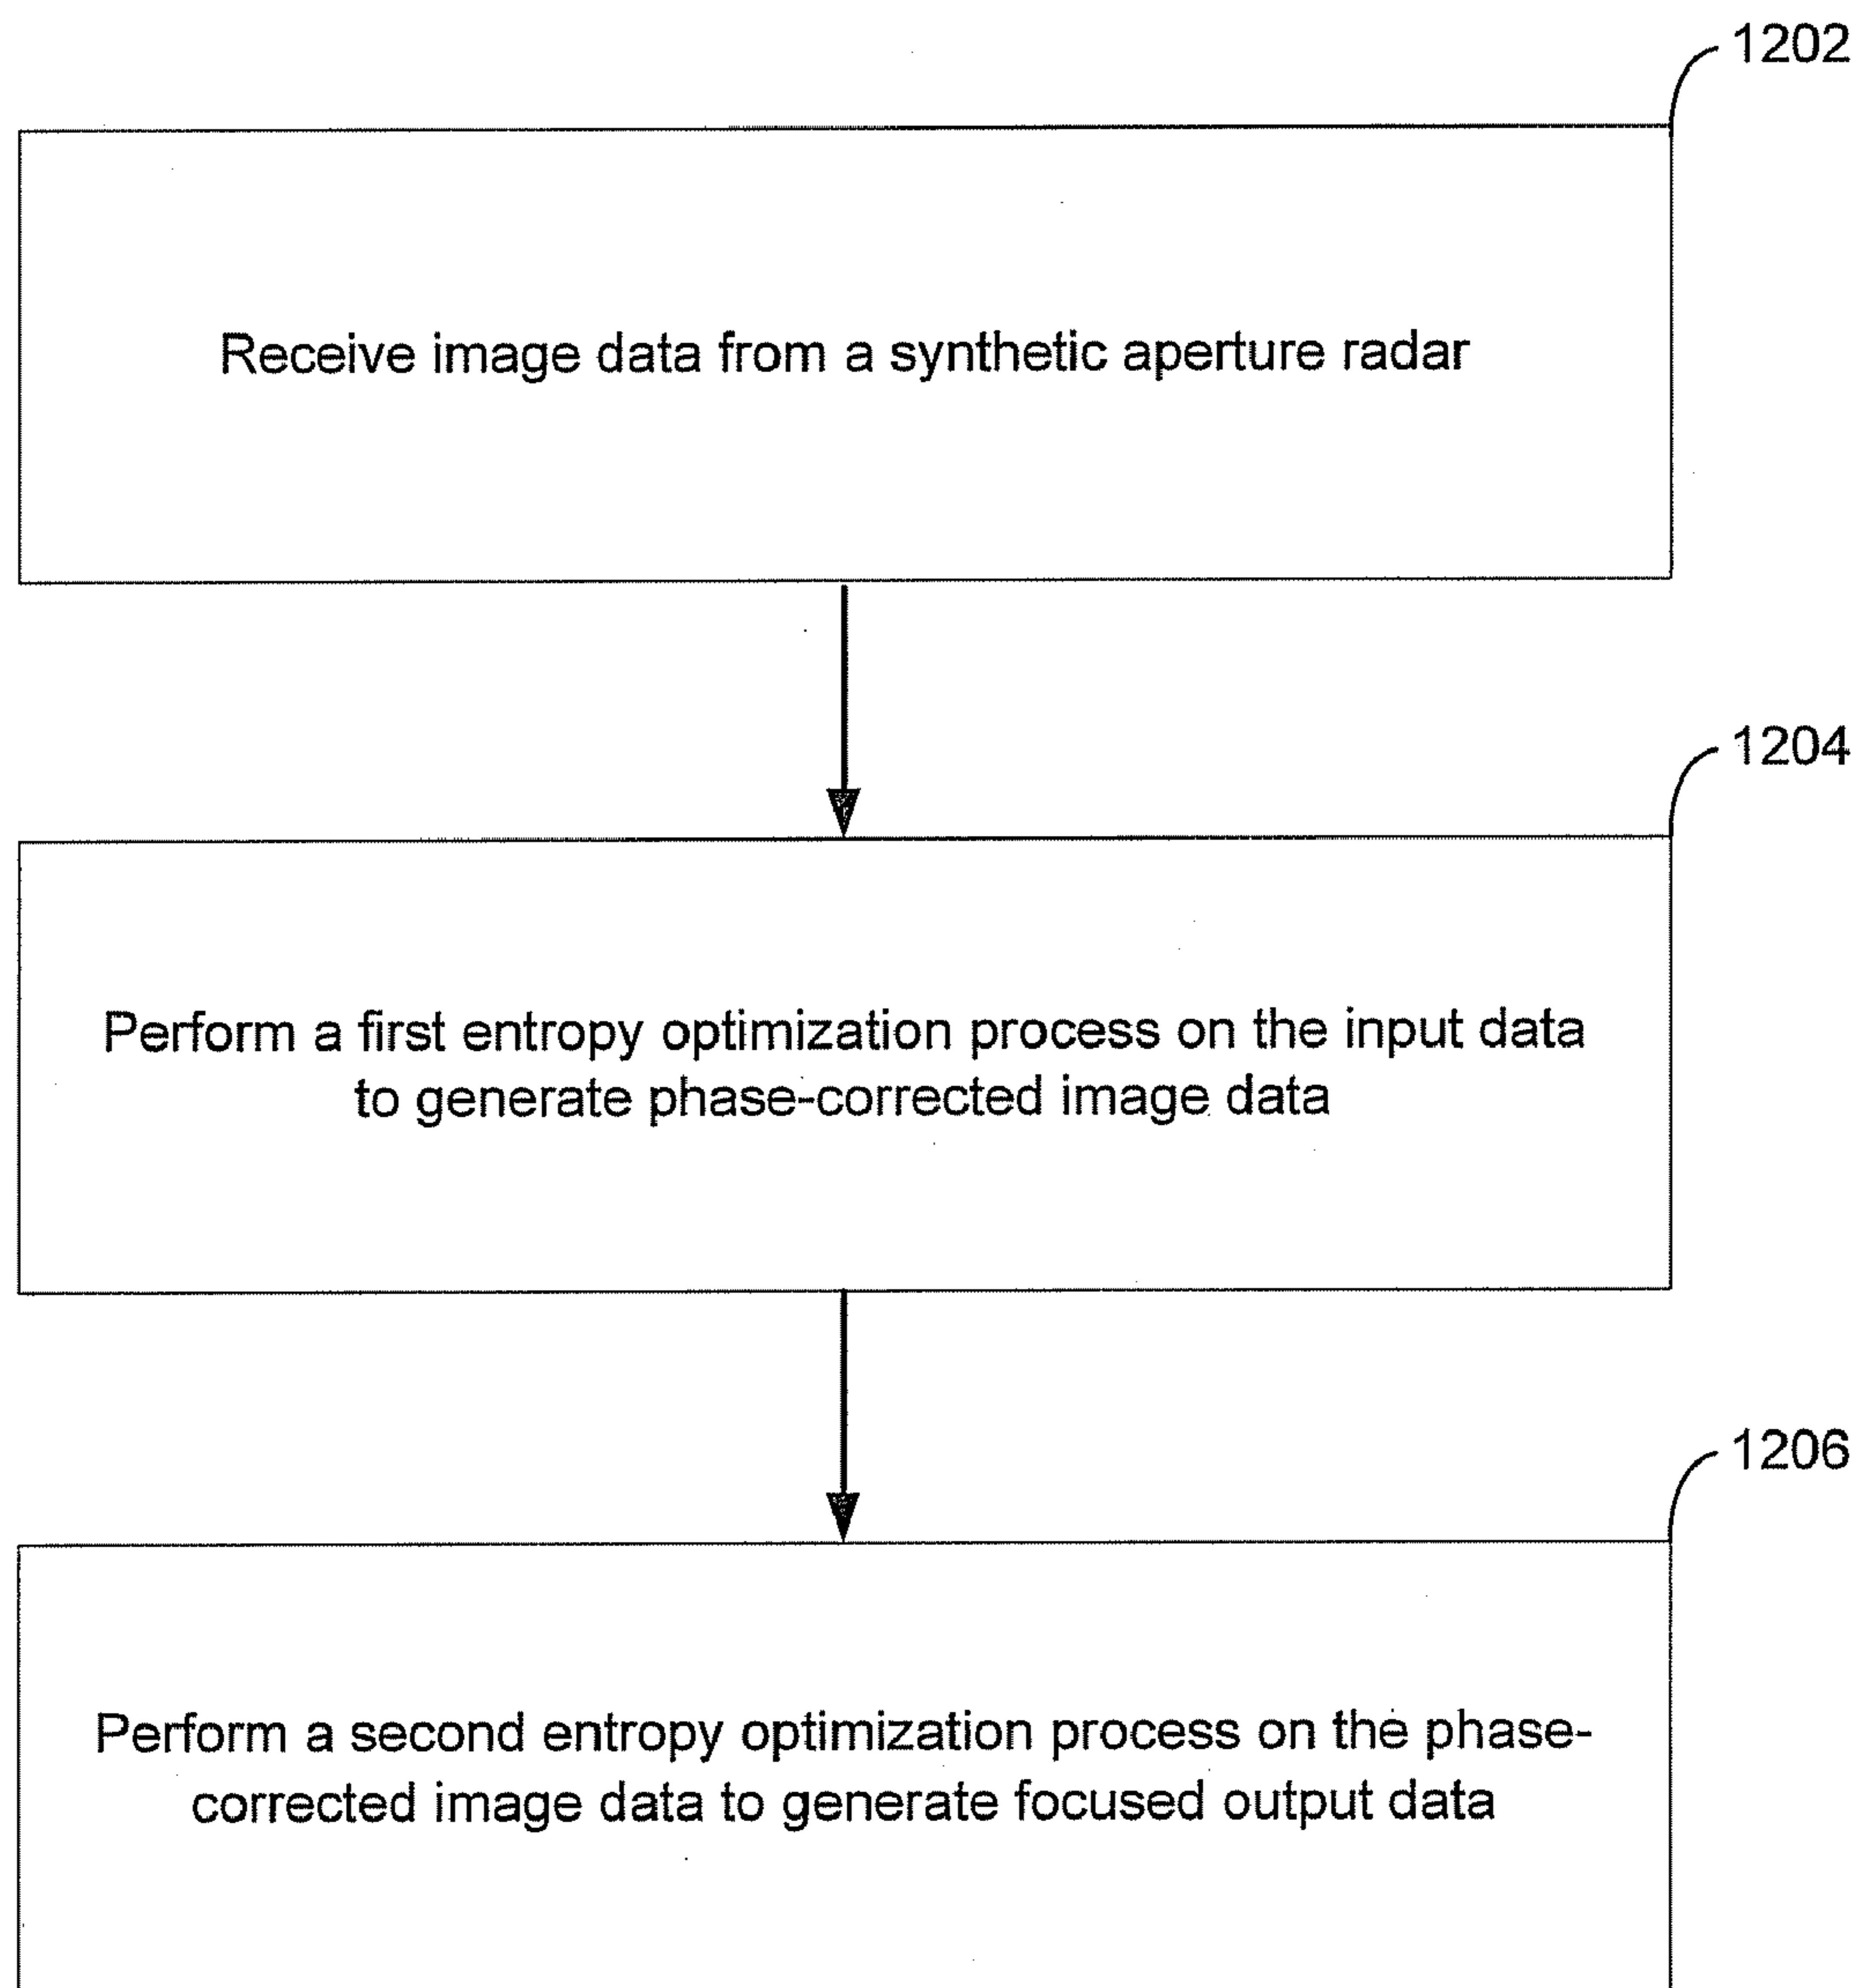 1202
Receive image data from a synthetic aperture radar
1204
Perform a first entropy optimization process on the input data
to generate phase-corrected image data
1206
Perform a second entropy optimization process on the phase-
corrected image data to generate focused output data